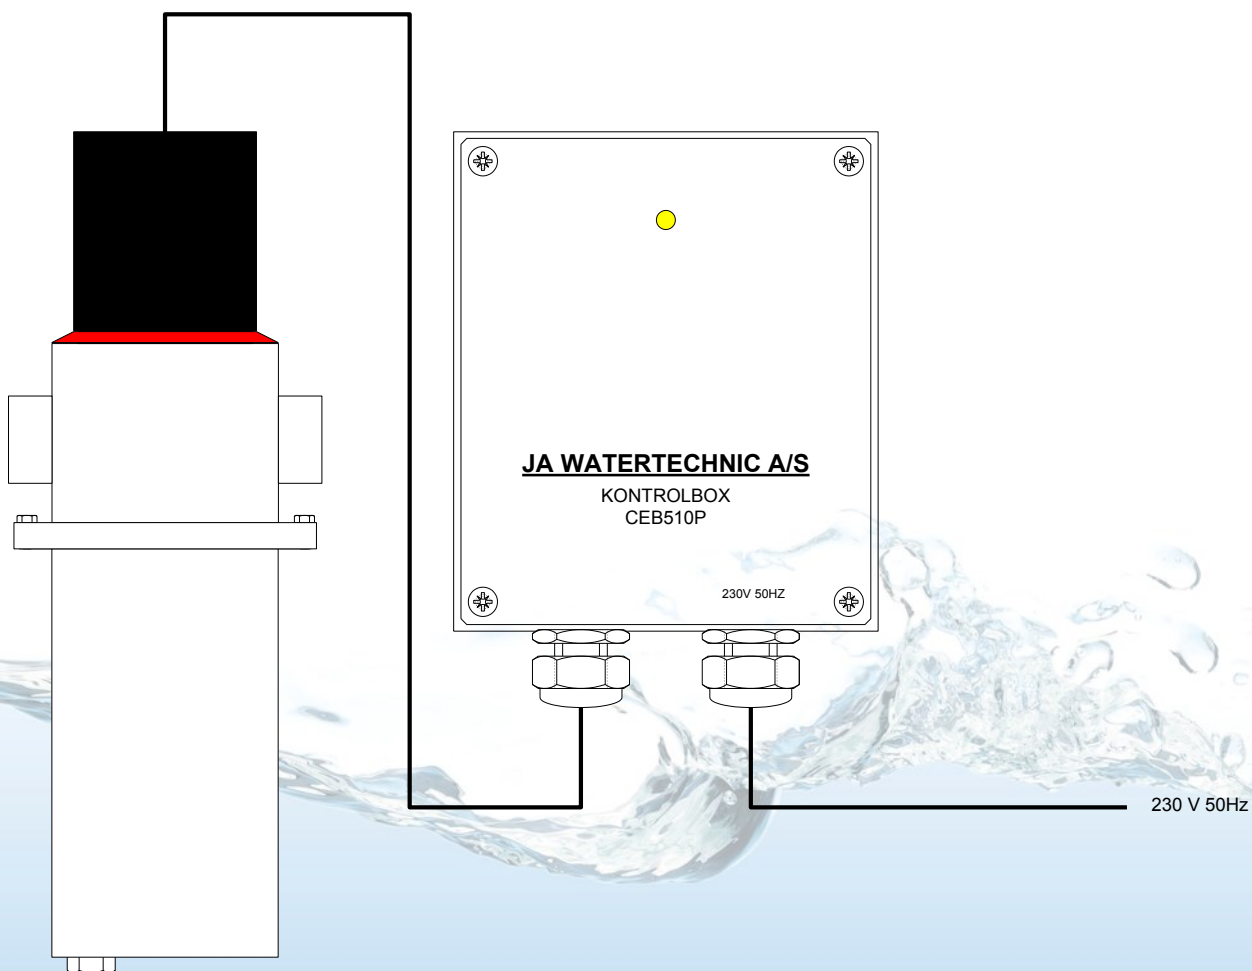 JA WATERTECHNIC A/S
KONTROLBOX
CEB510P
230V 50HZ
230 V 50Hz